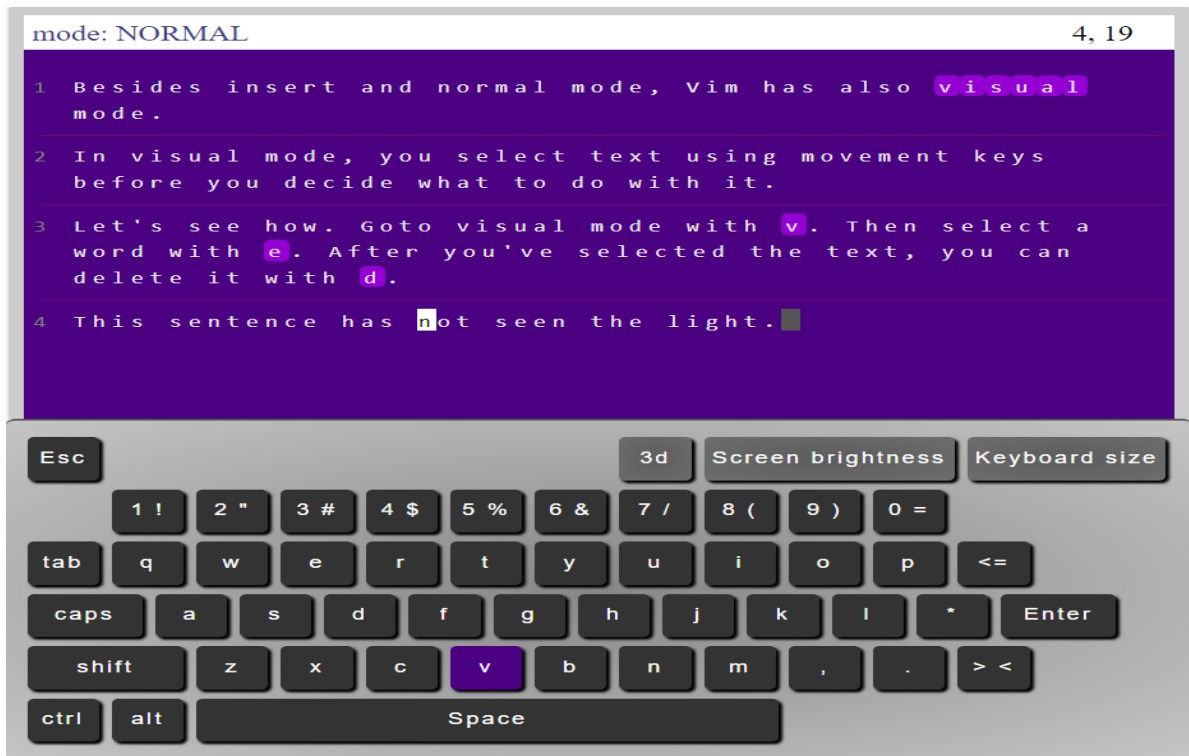 mode: NORMAL 4, 19
1 Besides insert and normal mode, Vim has also visual
mode.
2 In visual mode, you select text using movement keys
before you decide what to do with it.
3 Let's see how. Goto visual mode with v. Then select a
word with e. After you've selected the text, you can
delete it with d.
4 This sentence has not seen the light.
Esc 3d Screen brightness Keyboard size
1 ! 2 " 3 # 4 $ 5 % 6 & 7 / 8 ( 9 ) 0 =
tab q w e r t y u i o p <=
caps a s d f g h j k l * Enter
shift z x c v b n m , . > <
ctrl alt Space